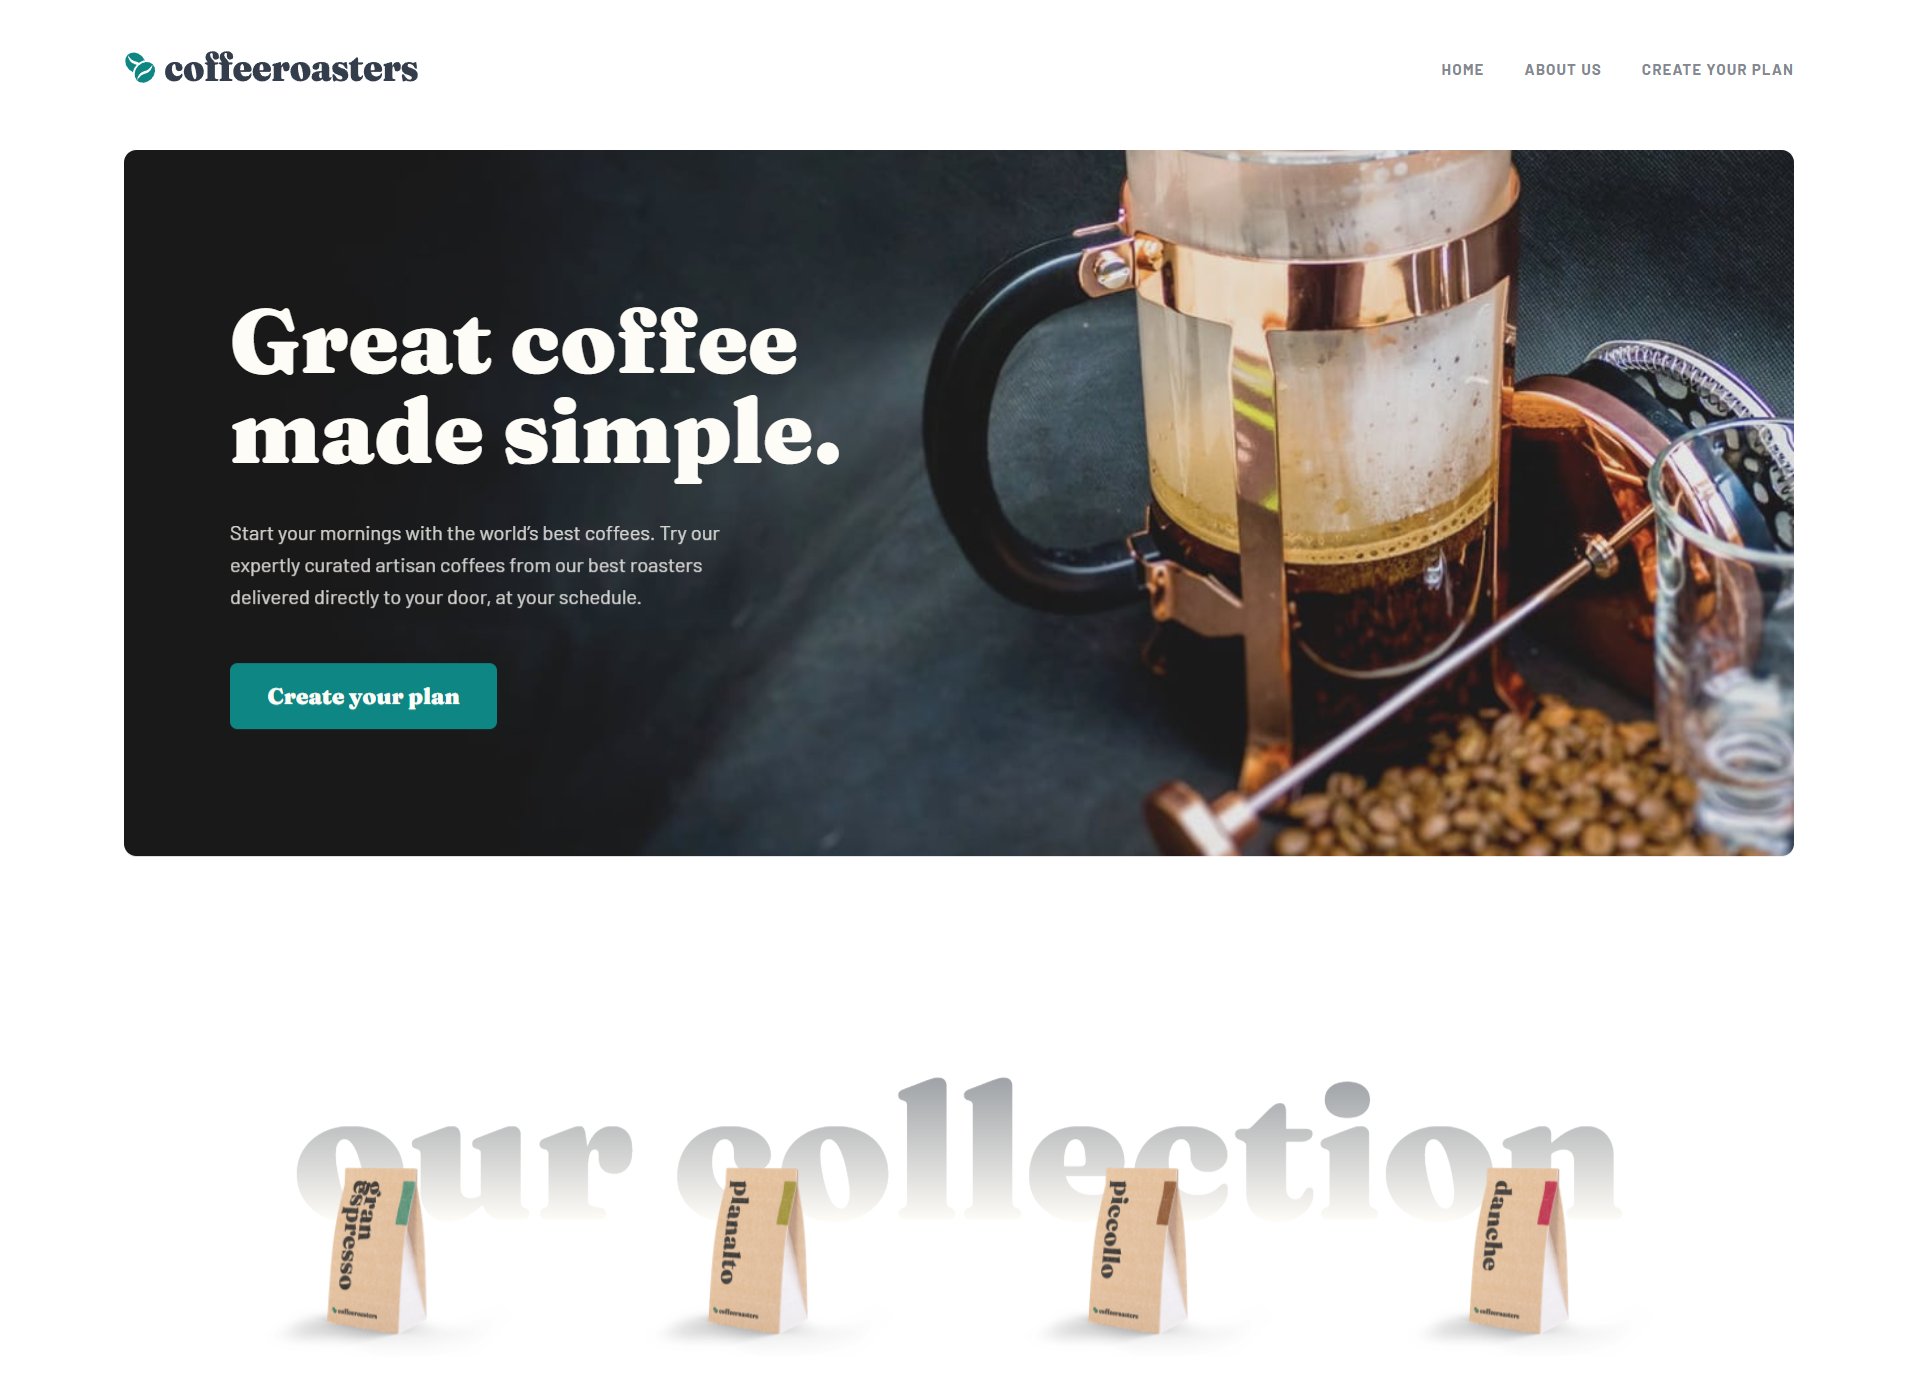 coffeeroasters
HOME ABOUT US CREATE YOUR PLAN
Great coffee
made simple.
Start your mornings with the world’s best coffees. Try our
expertly curated artisan coffees from our best roasters
delivered directly to your door, at your schedule.
Create your plan
our collection
gran
espresso
coffeeroasters
planalto
coffeeroasters
piccollo
coffeeroasters
danche
coffeeroasters